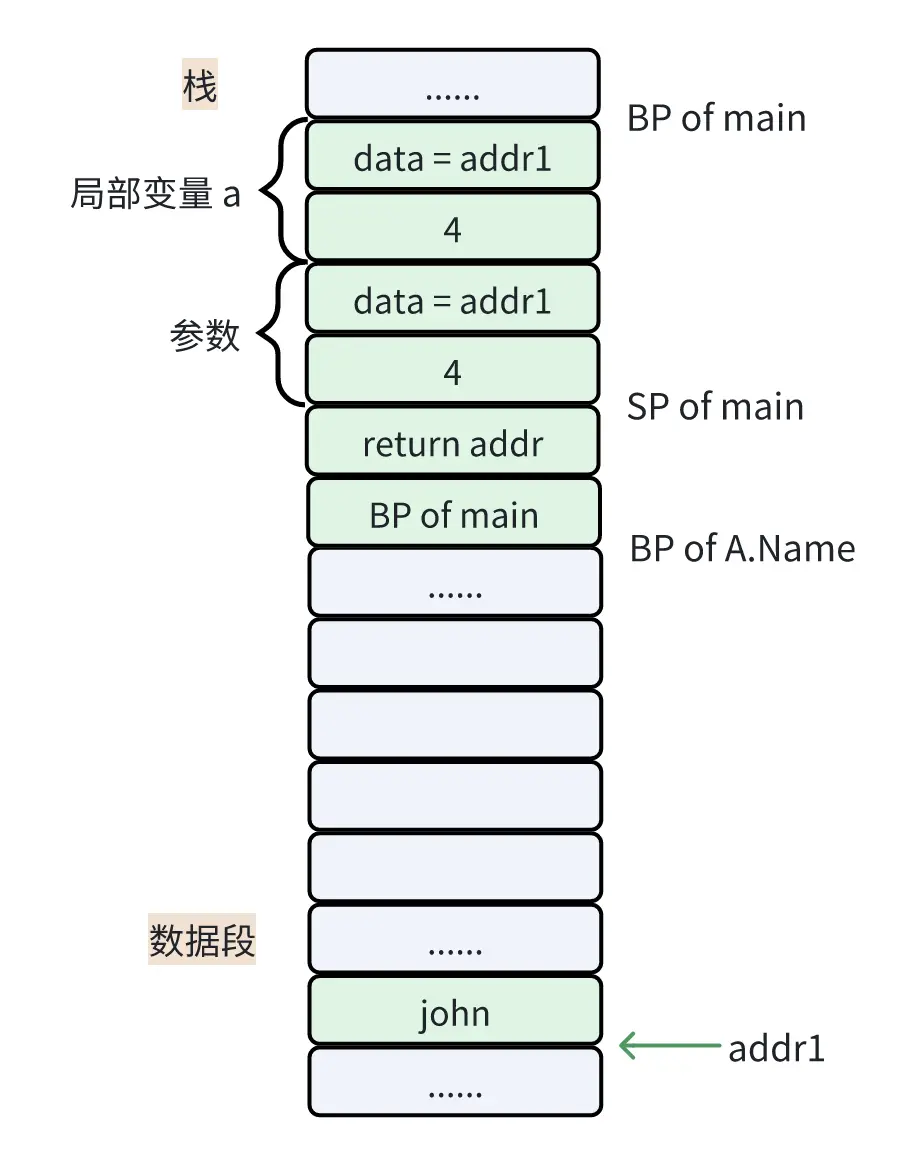 栈
......
BP of main
data = addr1
局部变量 a
4
data = addr1
参数
4
SP of main
return addr
BP of main
BP of A.Name
......
数据段
......
john
addr1
......